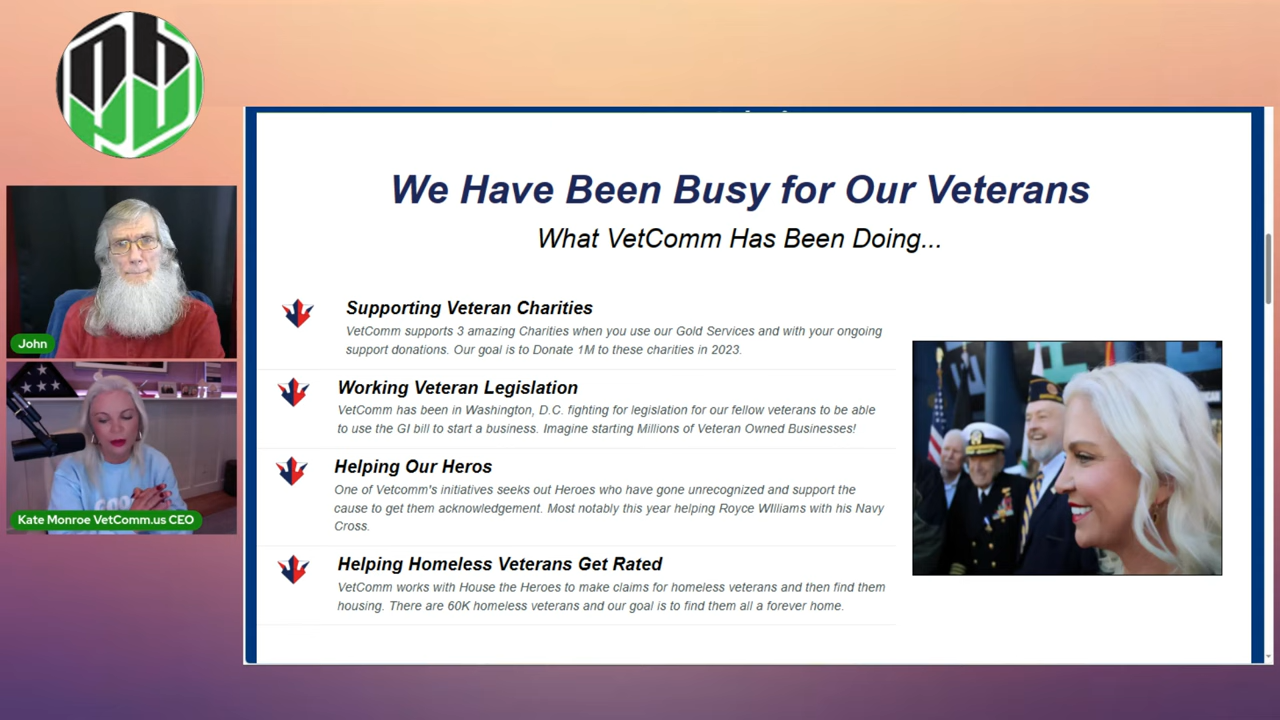 We Have Been Busy for Our Veterans
What VetComm Has Been Doing...
Supporting Veteran Charities
VetComm supports 3 amazing Charities when you use our Gold Services and with your ongoing
support donations. Our goal is to Donate 1M to these charities in 2023.
Working Veteran Legislation
VetComm has been in Washington, D.C. fighting for legislation for our fellow veterans to be able
to use the GI bill to start a business. Imagine starting Millions of Veteran Owned Businesses!
Helping Our Heros
One of Vetcomm's initiatives seeks out Heroes who have gone unrecognized and support the
cause to get them acknowledgement. Most notably this year helping Royce WIlliams with his Navy
Cross.
Helping Homeless Veterans Get Rated
VetComm works with House the Heroes to make claims for homeless veterans and then find them
housing. There are 60K homeless veterans and our goal is to find them all a forever home.
John
Kate Monroe VetComm.us CEO